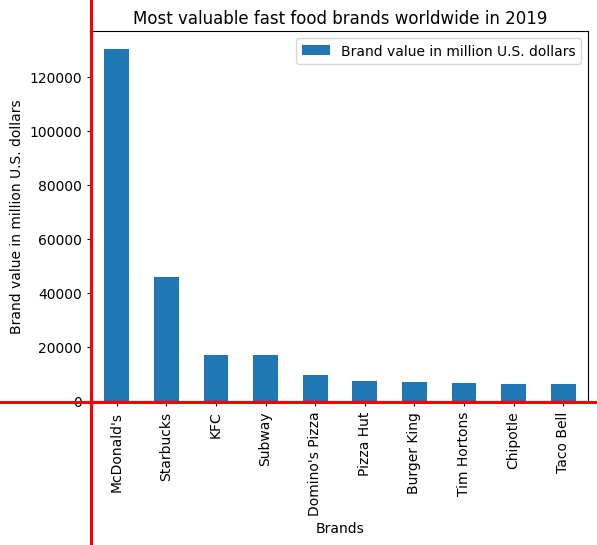 Most valuable fast food brands worldwide in 2019
Brand value in million U.S. dollars
Brand value in million U.S. dollars
120000
100000
80000
60000
40000
20000
0
McDonald's
Starbucks
KFC
Subway
Domino's Pizza
Pizza Hut
Burger King
Tim Hortons
Chipotle
Taco Bell
Brands